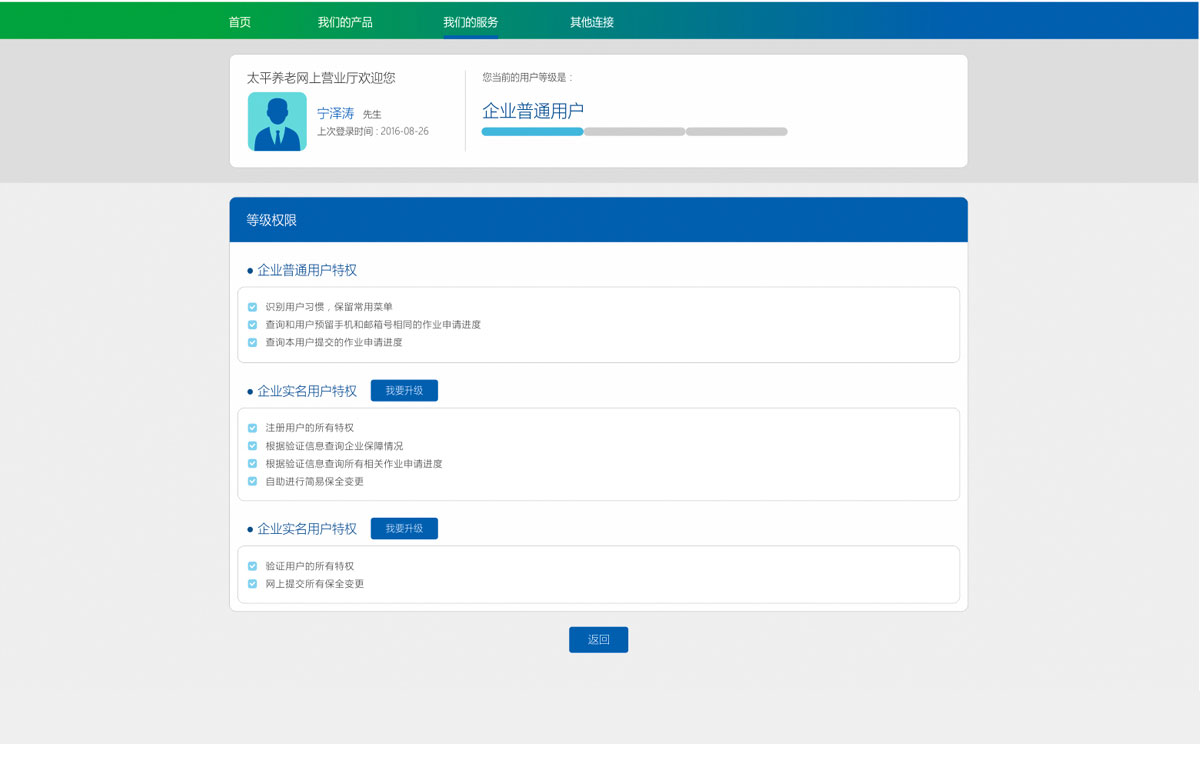 首页 我们的产品 我们的服务 其他连接
太平养老网上营业厅欢迎您
宁泽涛 先生
上次登录时间：2016-08-26
您当前的用户等级是：
企业普通用户
等级权限
企业普通用户特权
识别用户习惯，保留常用菜单
查询和用户预留手机和邮箱号相同的作业申请进度
查询本用户提交的作业申请进度
企业实名用户特权 我要升级
注册用户的所有特权
根据验证信息查询企业保障情况
根据验证信息查询所有相关作业申请进度
自助进行简易保全变更
企业实名用户特权 我要升级
验证用户的所有特权
网上提交所有保全变更
返回